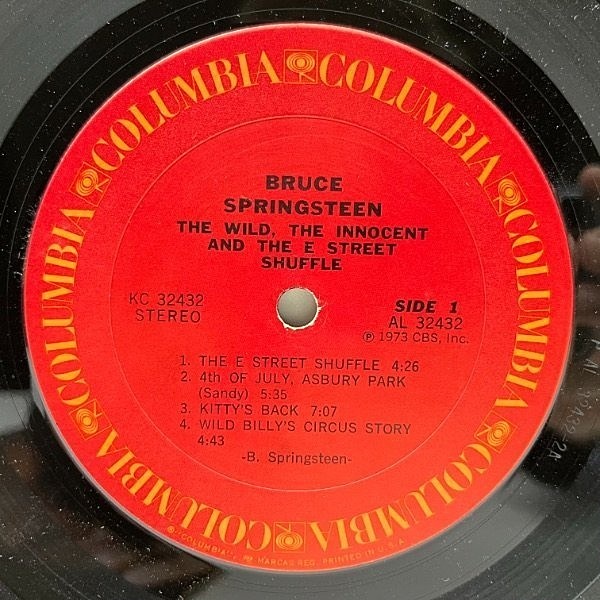 COLUMBIA COLUMBIA COLUMBIA COLUMBIA COLUMBIA COLUMBIA
BRUCE
SPRINGSTEEN
THE WILD, THE INNOCENT
AND THE E STREET
SHUFFLE
KC 32432
STEREO
SIDE 1
AL 32432
Ⓟ 1973 CBS, Inc.
1. THE E STREET SHUFFLE 4:26
2. 4th OF JULY, ASBURY PARK
(Sandy) 5:35
3. KITTY'S BACK 7:07
4. WILD BILLY'S CIRCUS STORY
4:43
-B. Springsteen-
MARCAS REG. PRINTED IN U.S.A.